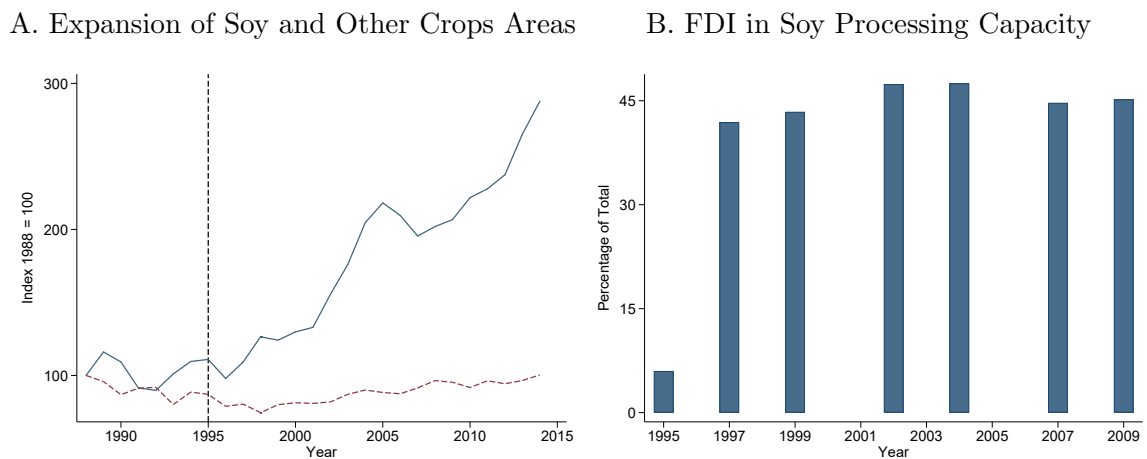 A. Expansion of Soy and Other Crops Areas
300
200
100
Index 1988 = 100
1990 1995 2000 2005 2010 2015
Year
B. FDI in Soy Processing Capacity
45
30
15
0
Percentage of Total
1995 1997 1999 2001 2003 2005 2007 2009
Year